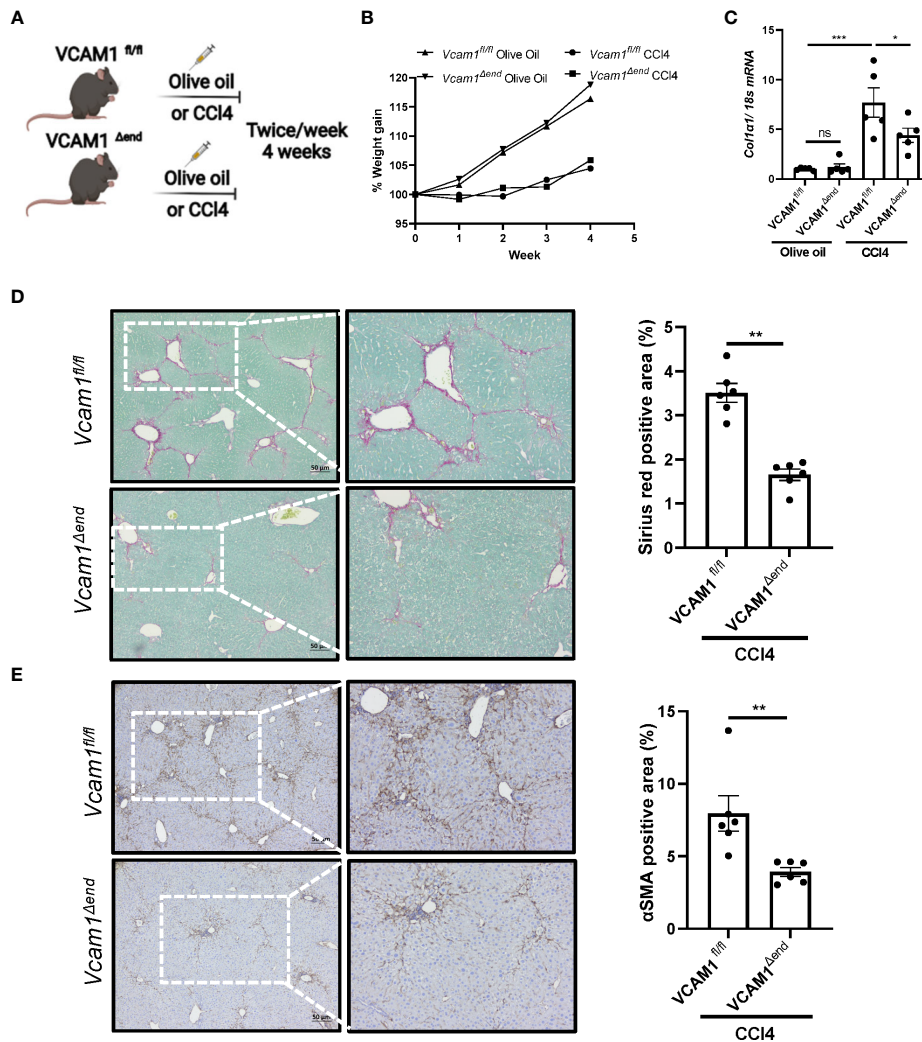 A
VCAM1 fl/fl
Olive oil
or CCl4
VCAM1 Δend
Olive oil
or CCl4
Twice/week
4 weeks
B
Vcam1fl/fl Olive Oil
Vcam1Δend Olive Oil
Vcam1fl/fl CCl4
Vcam1Δend CCl4
% Weight gain
120
115
110
105
100
95
0 1 2 3 4 5
Week
C
Col1α1/ 18s mRNA
15
10
5
0
***
*
ns
VCAM1fl/fl
VCAM1Δend
VCAM1fl/fl
VCAM1Δend
Olive oil
CCl4
D
Vcam1fl/fl
50 µm
Vcam1Δend
50 µm
Sirius red positive area (%)
5
4
3
2
1
0
**
VCAM1fl/fl
VCAM1Δend
CCl4
E
Vcam1fl/fl
50 µm
Vcam1Δend
50 µm
αSMA positive area (%)
15
10
5
0
**
VCAM1fl/fl
VCAM1Δend
CCl4